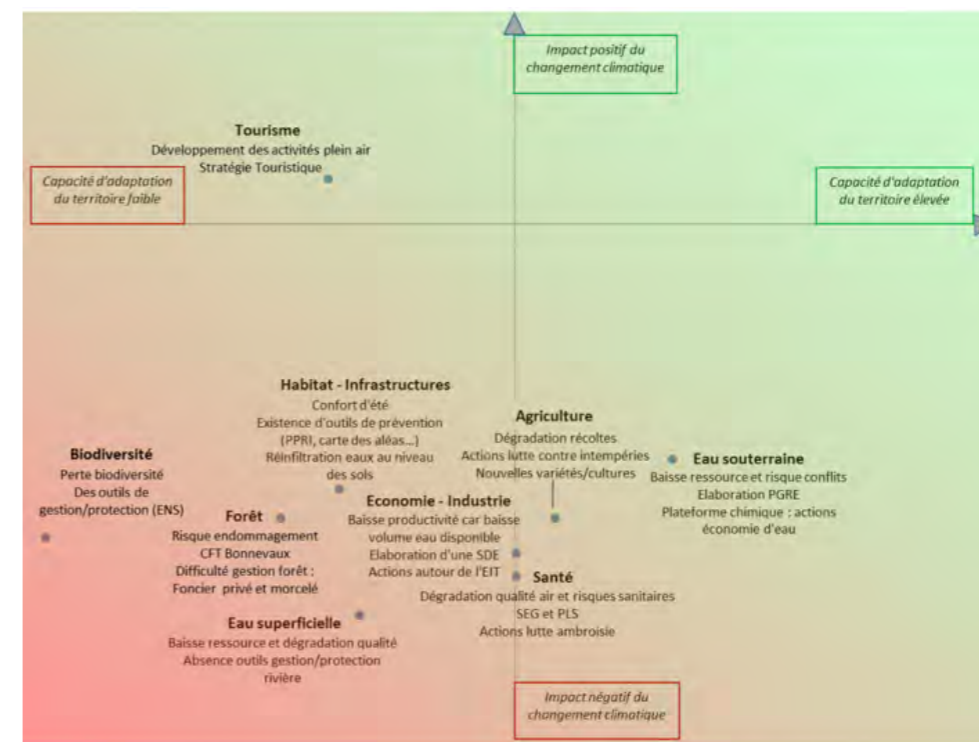 Impact positif du
changement climatique
Tourisme
Développement des activités plein air
Stratégie Touristique
Capacité d'adaptation
du territoire faible
Capacité d'adaptation
du territoire élevée
Habitat - Infrastructures
Confort d'été
Existence d'outils de prévention
(PPRI, carte des aléas...)
Réinfiltration eaux au niveau
des sols
Agriculture
Dégradation récoltes
Actions lutte contre intempéries
Nouvelles variétés/cultures
Biodiversité
Perte biodiversité
Des outils de
gestion/protection (ENS)
Eau souterraine
Baisse ressource et risque conflits
Elaboration PGRE
Plateforme chimique : actions
économie d'eau
Forêt
Risque endommagement
CFT Bonnevaux
Difficulté gestion forêt :
Foncier privé et morcelé
Economie - Industrie
Baisse productivité car baisse
volume eau disponible
Elaboration d'une SDE
Actions autour de l'EIT
Santé
Dégradation qualité air et risques sanitaires
SEG et PLS
Actions lutte ambroisie
Eau superficielle
Baisse ressource et dégradation qualité
Absence outils gestion/protection
rivière
Impact négatif du
changement climatique